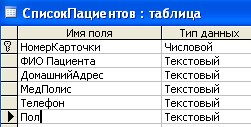 СписокПациентов : таблица
Имя поля Тип данных
НомерКарточки Числовой
ФИО Пациента Текстовый
ДомашнийАдрес Текстовый
МедПолис Текстовый
Телефон Текстовый
Пол Текстовый